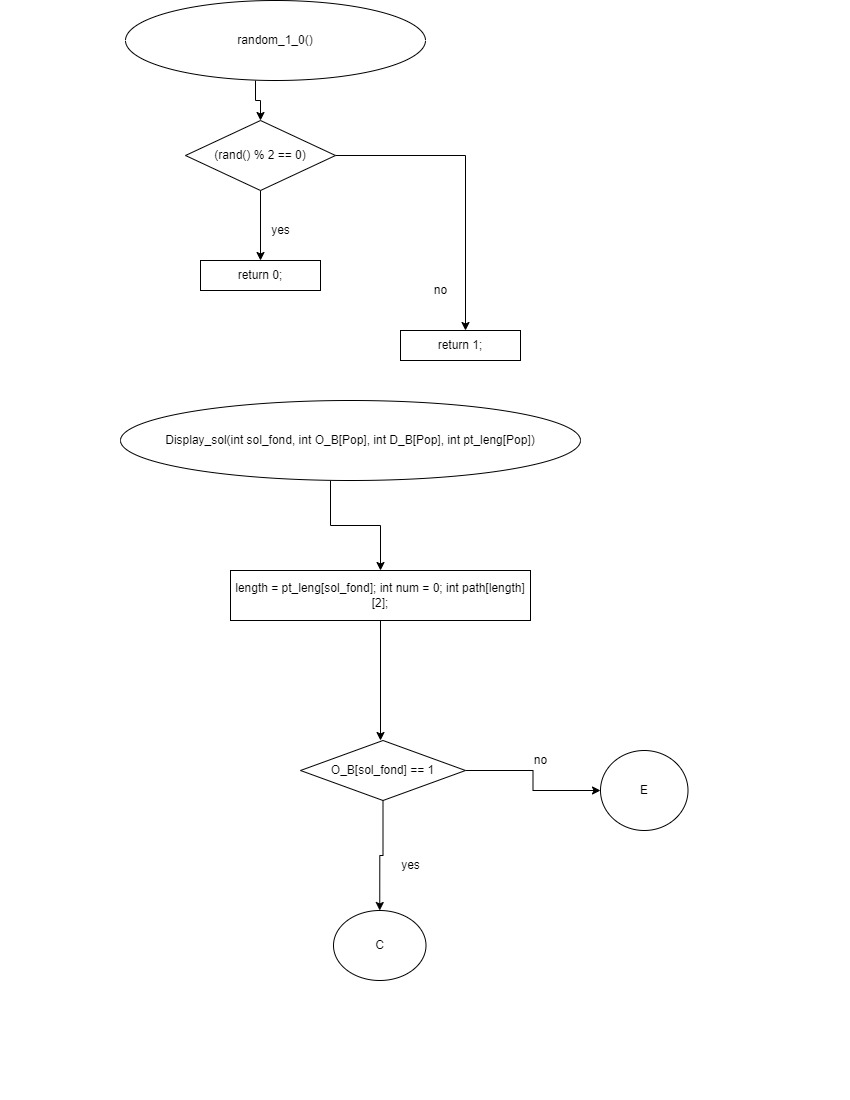 random_1_0()
(rand() % 2 == 0)
yes
return 0;
no
return 1;
Display_sol(int sol_fond, int O_B[Pop], int D_B[Pop], int pt_leng[Pop])
length = pt_leng[sol_fond]; int num = 0; int path[length]
[2];
O_B[sol_fond] == 1
no
E
yes
C